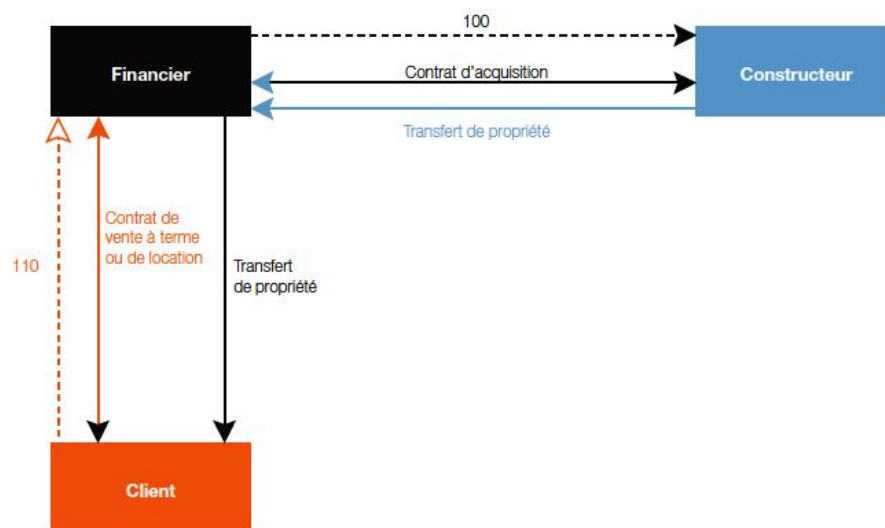 100
Financier
Contrat d'acquisition
Constructeur
Transfert de propriété
Contrat de
vente à terme
ou de location
110
Transfert
de propriété
Client